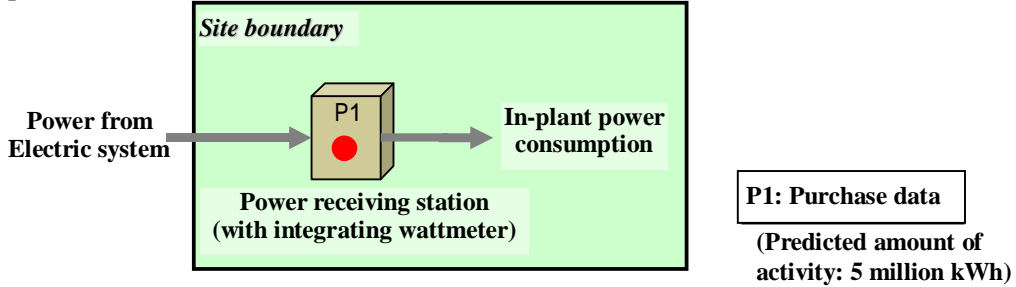 Site boundary
P1
Power from
Electric system
In-plant power
consumption
Power receiving station
(with integrating wattmeter)
P1: Purchase data
(Predicted amount of
activity: 5 million kWh)